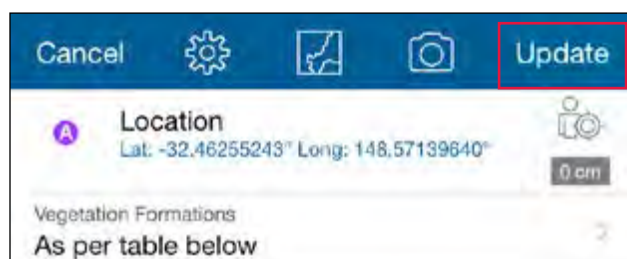 Cancel Update
A Location
Lat: -32.46255243° Long: 148.57139640°
0 cm
Vegetation Formations
As per table below